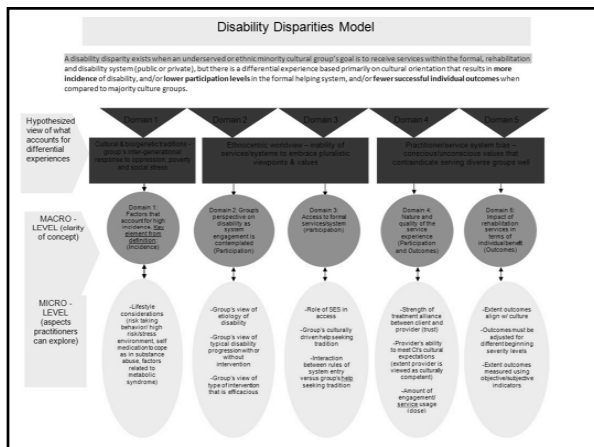 Disability Disparities Model
A disability disparity exists when an underserved or ethnic minority cultural group's goal is to receive services within the formal, rehabilitation
and disability system (public or private), but there is a differential experience based primarily on cultural orientation that results in more
incidence of disability, and/or lower participation levels in the formal helping system, and/or fewer successful individual outcomes when
compared to majority culture groups.
Hypothesized
view of what
accounts for
differential
experiences
Domain 1
Domain 2
Domain 3
Domain 4
Domain 5
Cultural & bio/genetic traditions -
group's inter-generational
response to oppression, poverty
and social stress
Ethnocentric worldview – inability of
services/systems to embrace pluralistic
viewpoints & values
Practitioner/service system bias –
conscious/unconscious values that
contraindicate serving diverse groups well
MACRO -
LEVEL (clarity
of concept)
Domain 1:
Factors that
account for high
incidence. Key
element from
definition:
(Incidence)
Domain 2: Group's
perspective on
disability as
system
engagement is
contemplated
(Participation)
Domain 3:
Access to formal
services/system
(Participation)
Domain 4:
Nature and quality
of the service
experience
(Participation
and Outcomes)
Domain 5:
Impact of
rehabilitation
services in
terms of
individual benefit
(Outcomes)
MICRO -
LEVEL
(aspects
practitioners
can explore)
-Lifestyle
considerations
(risk taking
behavior/ high
risk/stress
environment, self
medication to cope
as in substance
abuse, factors
related to
metabolic
syndrome)
-Group's view of
etiology of
disability
-Group's view of
typical disability
progression with or
without
intervention
-Group's view of
type of intervention
that is efficacious
-Role of SES in
access
-Group's culturally
driven help seeking
tradition
-Interaction
between rules of
system entry
versus group's help
seeking tradition
-Strength of
treatment alliance
between client and
provider (trust)
-Provider's ability
to meet Ct's cultural
expectations
(extent provider is
viewed as culturally
competent)
-Amount of
engagement/
service usage
(dose)
-Extent outcomes
align w/ culture
-Outcomes must be
adjusted for
different beginning
severity levels
-Extent outcomes
measured using
objective/subjective
indicators